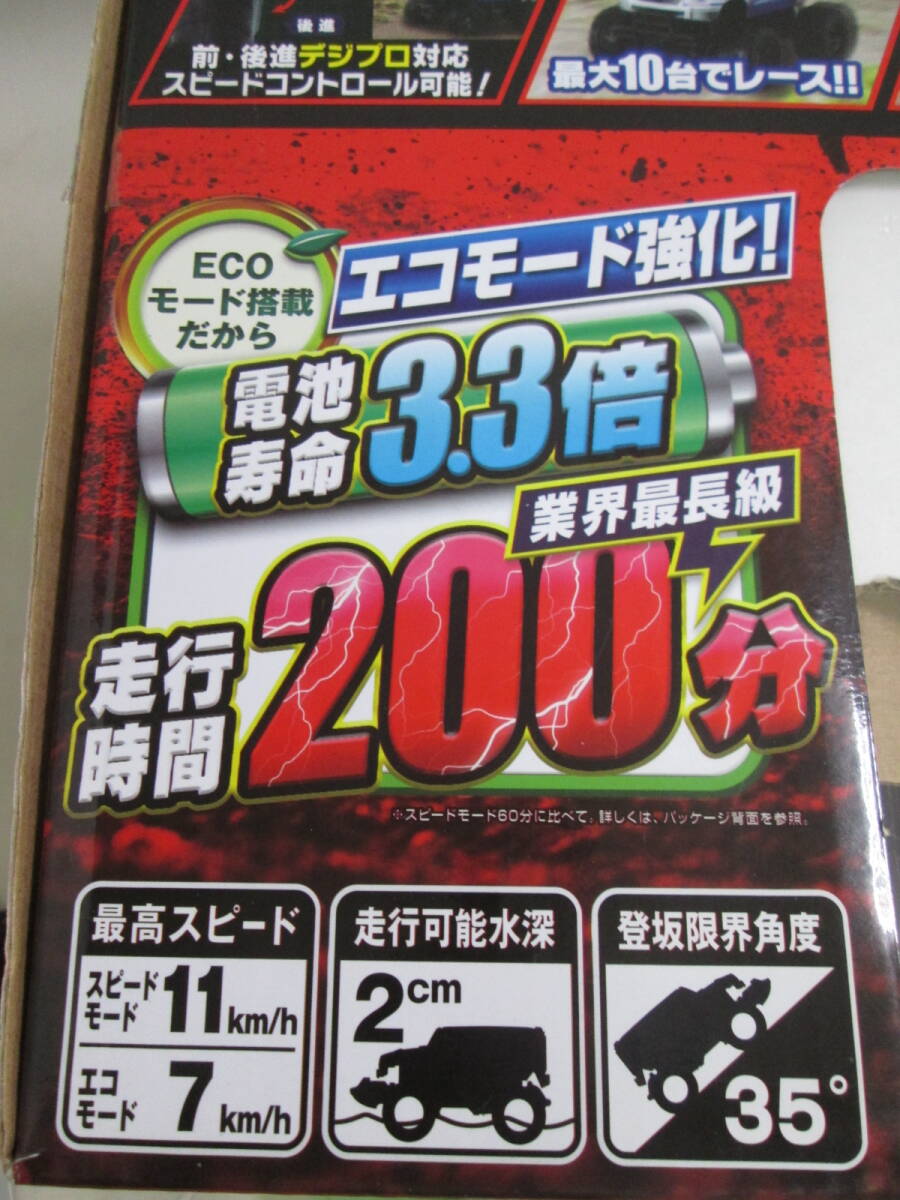 後進
前・後進デジプロ対応
スピードコントロール可能!
最大10台でレース!!
ECO
モード搭載
だから
エコモード強化!
電池
寿命
3.3倍
業界最長級
走行
時間
200分
※スピードモード60分に比べて。詳しくは、パッケージ背面を参照。
最高スピード
スピード
モード
11km/h
エコ
モード
7km/h
走行可能水深
2cm
登坂限界角度
35°